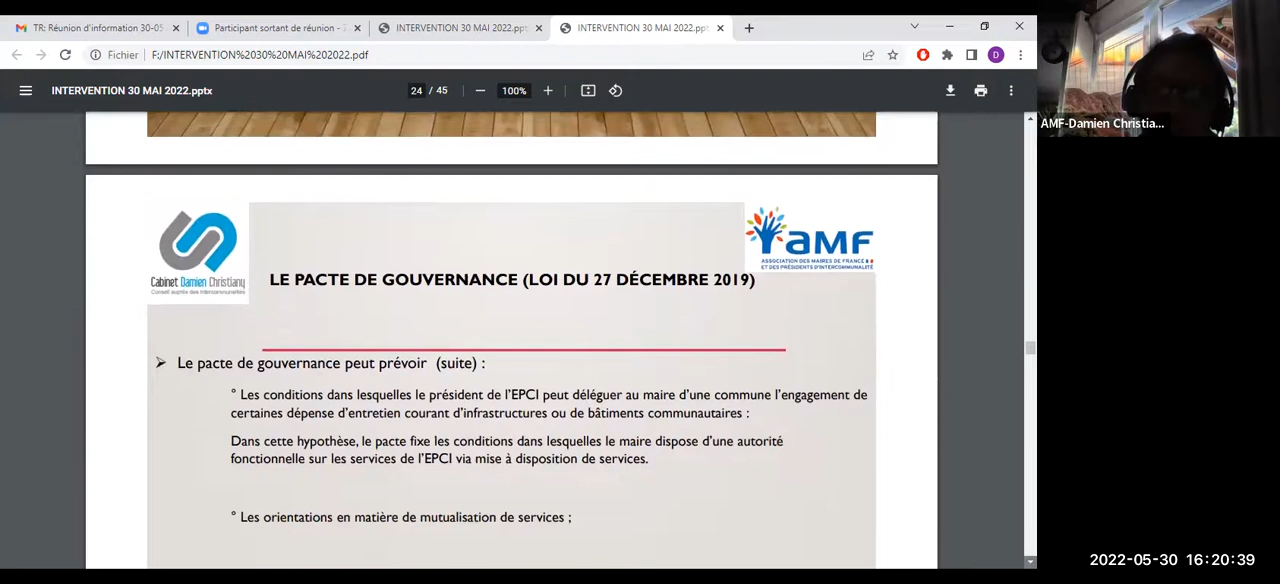 TR: Réunion d'information 30-05
Participant sortant de réunion -
INTERVENTION 30 MAI 2022.ppt
INTERVENTION 30 MAI 2022.ppt
Fichier
F:/INTERVENTION%2030%20MAI%202022.pdf
D
INTERVENTION 30 MAI 2022.pptx
24 / 45
100%
AMF-Damien Christia...
Cabinet Damien Christiany
Conseil auprès des intercommunalités
AMF
ASSOCIATION DES MAIRES DE FRANCE
ET DES PRÉSIDENTS D'INTERCOMMUNALITÉ
LE PACTE DE GOUVERNANCE (LOI DU 27 DÉCEMBRE 2019)
➢ Le pacte de gouvernance peut prévoir (suite) :
° Les conditions dans lesquelles le président de l'EPCI peut déléguer au maire d'une commune l'engagement de
certaines dépense d'entretien courant d'infrastructures ou de bâtiments communautaires :
Dans cette hypothèse, le pacte fixe les conditions dans lesquelles le maire dispose d'une autorité
fonctionnelle sur les services de l'EPCI via mise à disposition de services.
° Les orientations en matière de mutualisation de services ;
2022-05-30 16:20:39